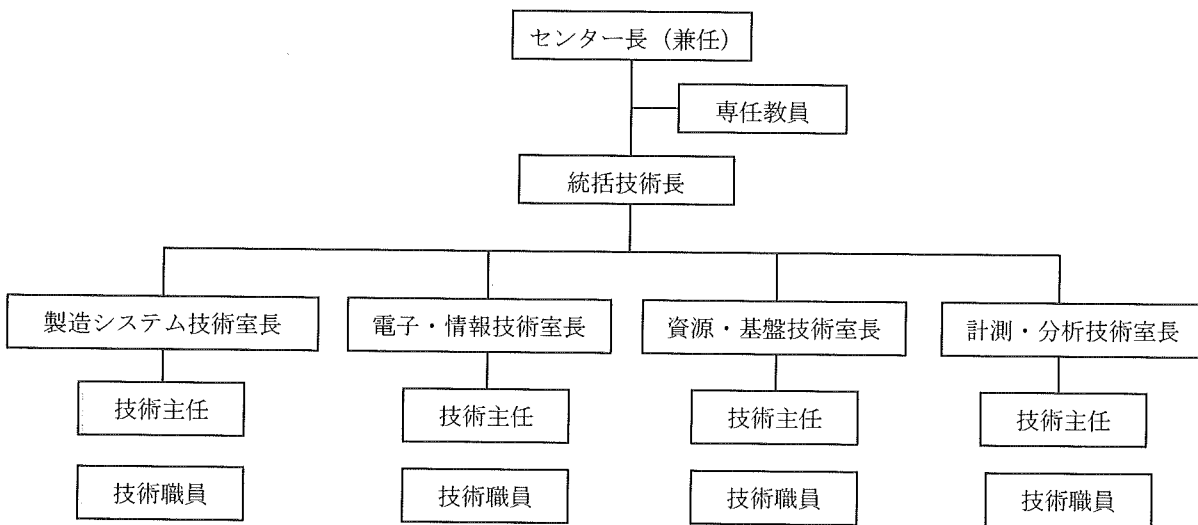 センター長（兼任）
専任教員
統括技術長
製造システム技術室長
電子・情報技術室長
資源・基盤技術室長
計測・分析技術室長
技術主任
技術主任
技術主任
技術主任
技術職員
技術職員
技術職員
技術職員